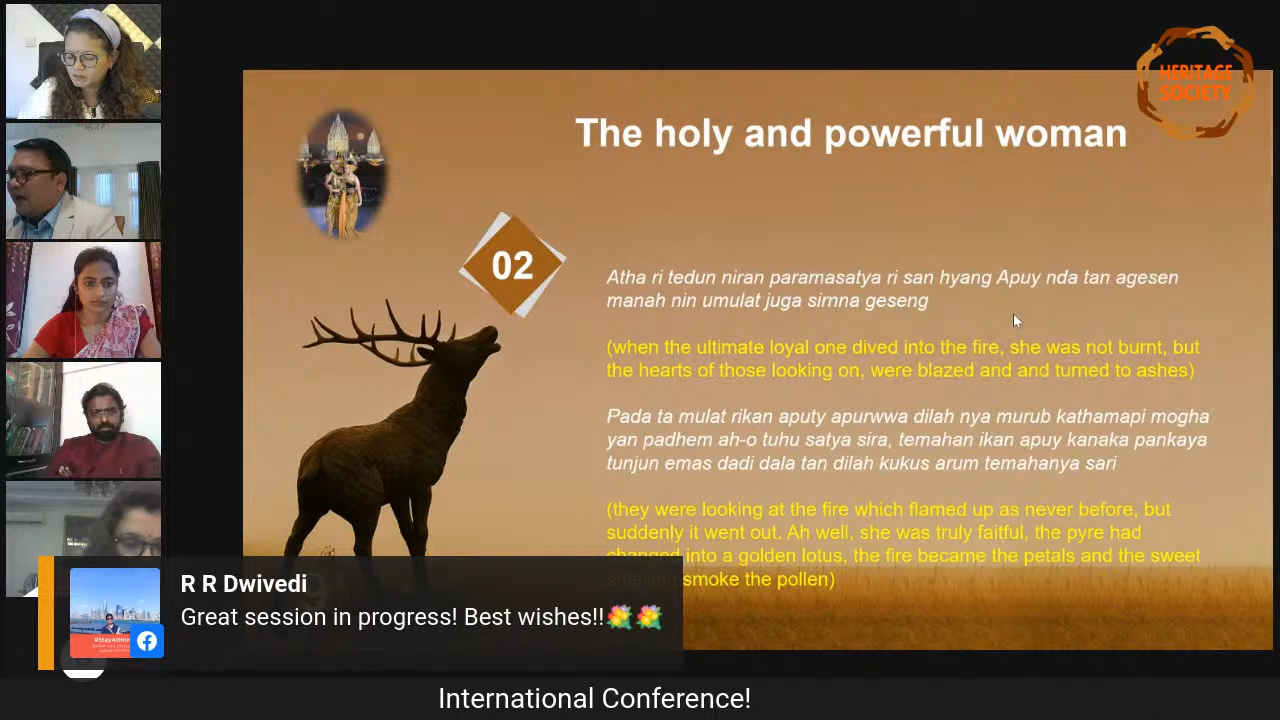 HERITAGE
SOCIETY
The holy and powerful woman
02
Atha ri tedun niran paramasatya ri san hyang Apuy nda tan agesen
manah nin umulat juga simna geseng
(when the ultimate loyal one dived into the fire, she was not burnt, but
the hearts of those looking on, were blazed and and turned to ashes)
Pada ta mulat rikan aputy apurwwa dilah nya murub kathamapi mogha
yan padhem ah-o tuhu satya sira, temahan ikan apuy kanaka pankaya
tunjun emas dadi dala tan dilah kukus arum temahanya sari
(they were looking at the fire which flamed up as never before, but
suddenly it went out. Ah well, she was truly faitful, the pyre had
changed into a golden lotus, the fire became the petals and the sweet
smelling smoke the pollen)
R R Dwivedi
Great session in progress! Best wishes!!💐💐
#StayAtHom
International Conference!